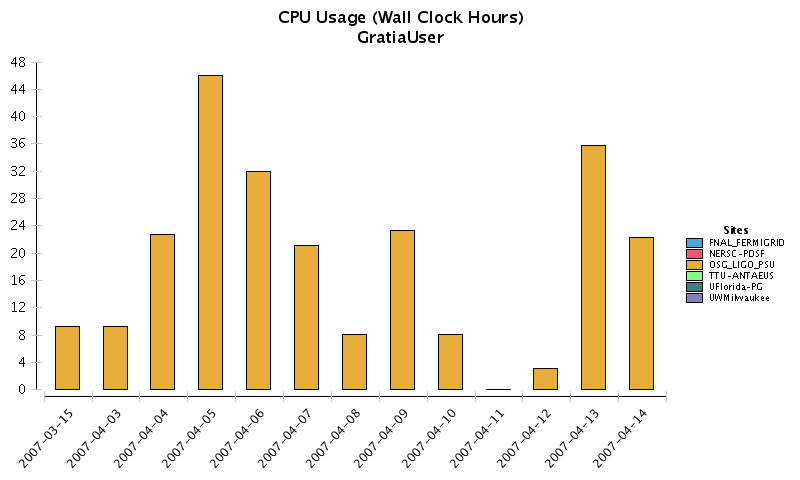 CPU Usage (Wall Clock Hours)
GratiaUser
48
44
40
36
32
28
24
20
16
12
8
4
0
2007-03-15
2007-04-03
2007-04-04
2007-04-05
2007-04-06
2007-04-07
2007-04-08
2007-04-09
2007-04-10
2007-04-11
2007-04-12
2007-04-13
2007-04-14
Sites
FNAL_FERMIGRID
NERSC-PDSF
OSG_LIGO_PSU
TTU-ANTAEUS
UFlorida-PG
UWMilwaukee